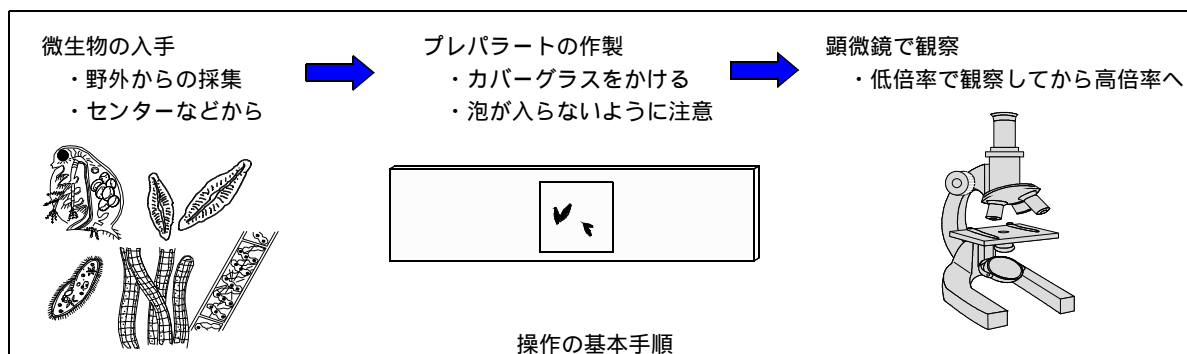 微生物の入手
・野外からの採集
・センターなどから
プレパラートの作製
・カバーグラスをかける
・泡が入らないように注意
顕微鏡で観察
・低倍率で観察してから高倍率へ
操作の基本手順